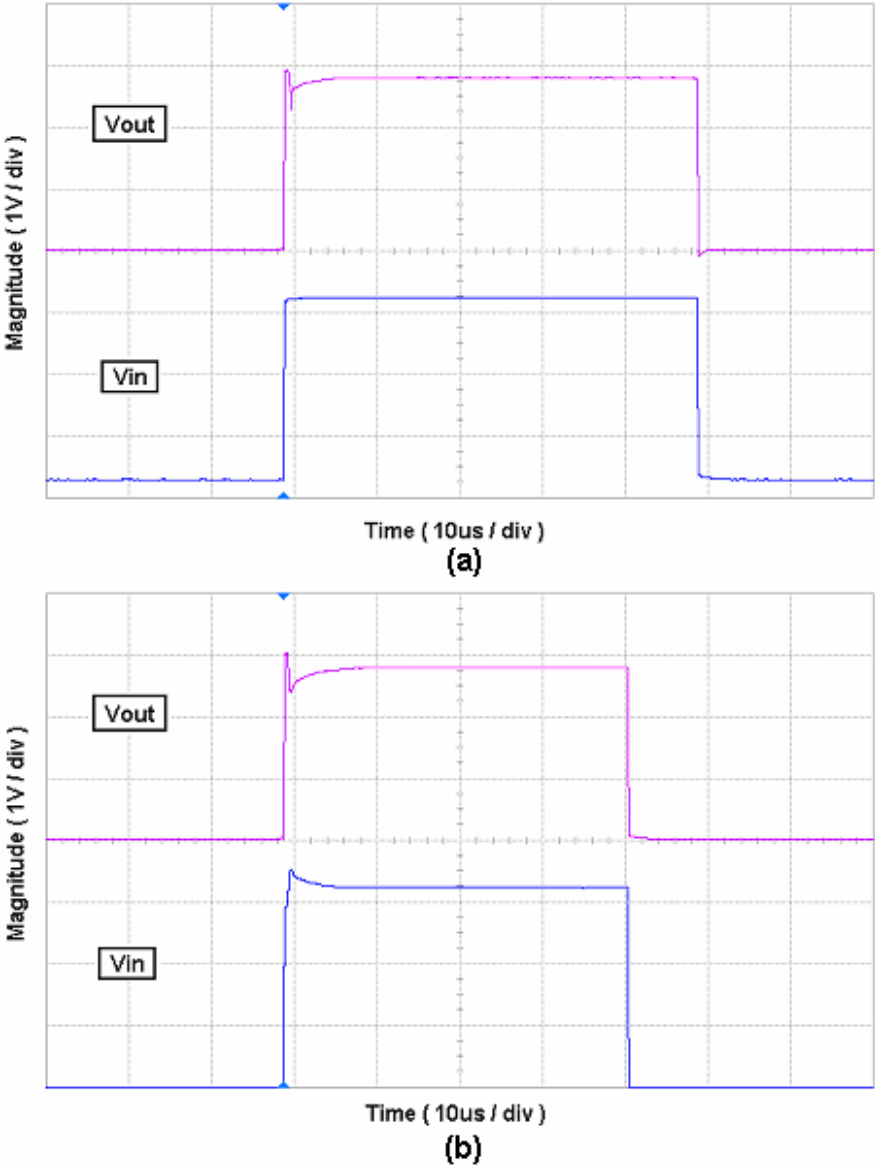 Vout
Magnitude ( 1V / div )
Vin
Time ( 10us / div )
(a)
Vout
Magnitude ( 1V / div )
Vin
Time ( 10us / div )
(b)